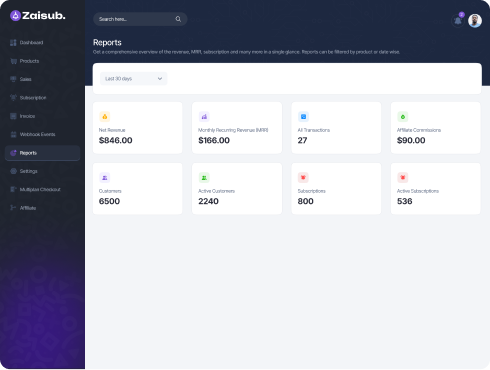 Zaisub.
Search here...
Dashboard
Products
Sales
Subscription
Invoice
Webhook Events
Reports
Settings
Multiplan Checkout
Affiliate
Reports
Get a comprehensive overview of the revenue, MRR, subscription and many more in a single glance. Reports can be filtered by product or date wise.
Last 30 days
Net Revenue
$846.00
Monthly Recurring Revenue (MRR)
$166.00
All Transactions
27
Affiliate Commissions
$90.00
Customers
6500
Active Customers
2240
Subscriptions
800
Active Subscriptions
536